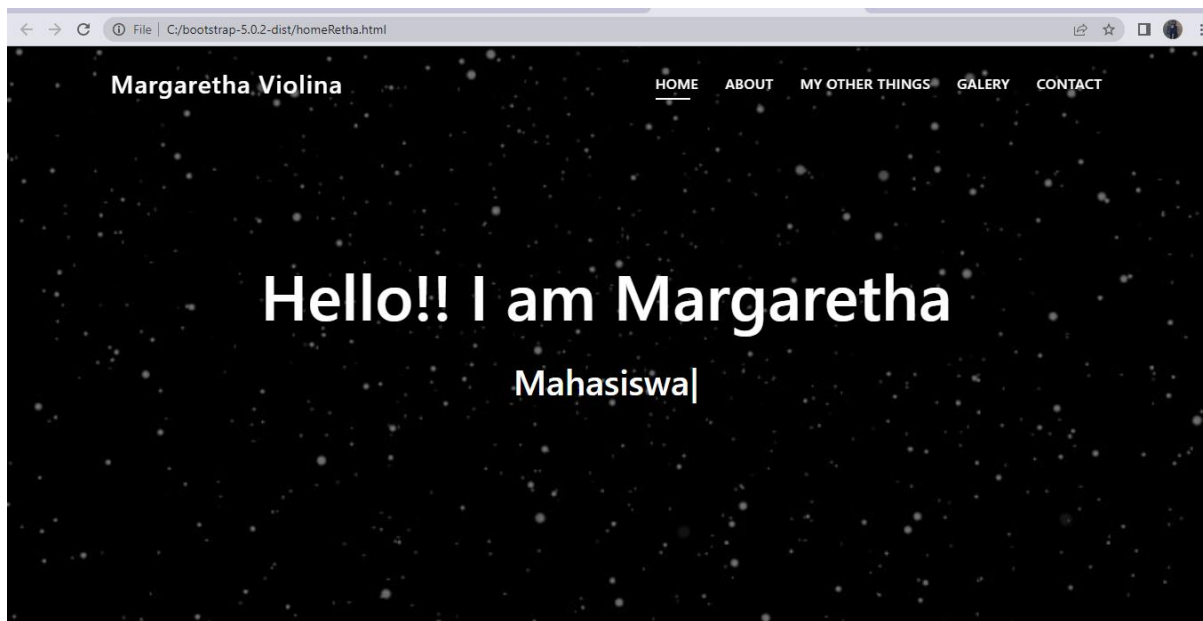 File | C:/bootstrap-5.0.2-dist/homeRetha.html
Margaretha Violina
HOME ABOUT MY OTHER THINGS GALERY CONTACT
Hello!! I am Margaretha
Mahasiswa|